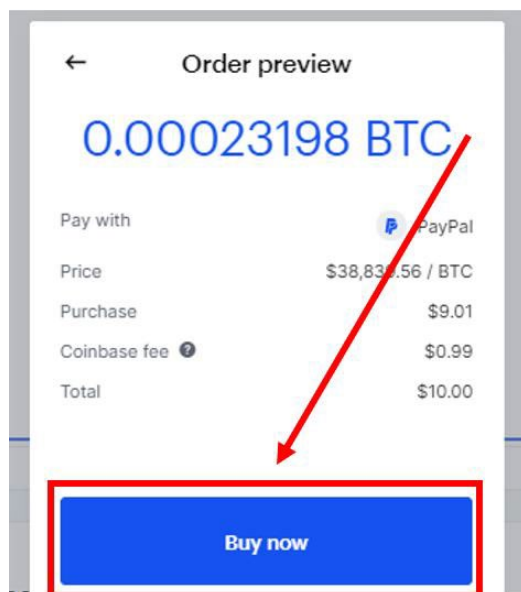 Order preview
0.00023198 BTC
Pay with PayPal
Price / BTC
Purchase $9.01
Coinbase fee $0.99
Total $10.00
Buy now